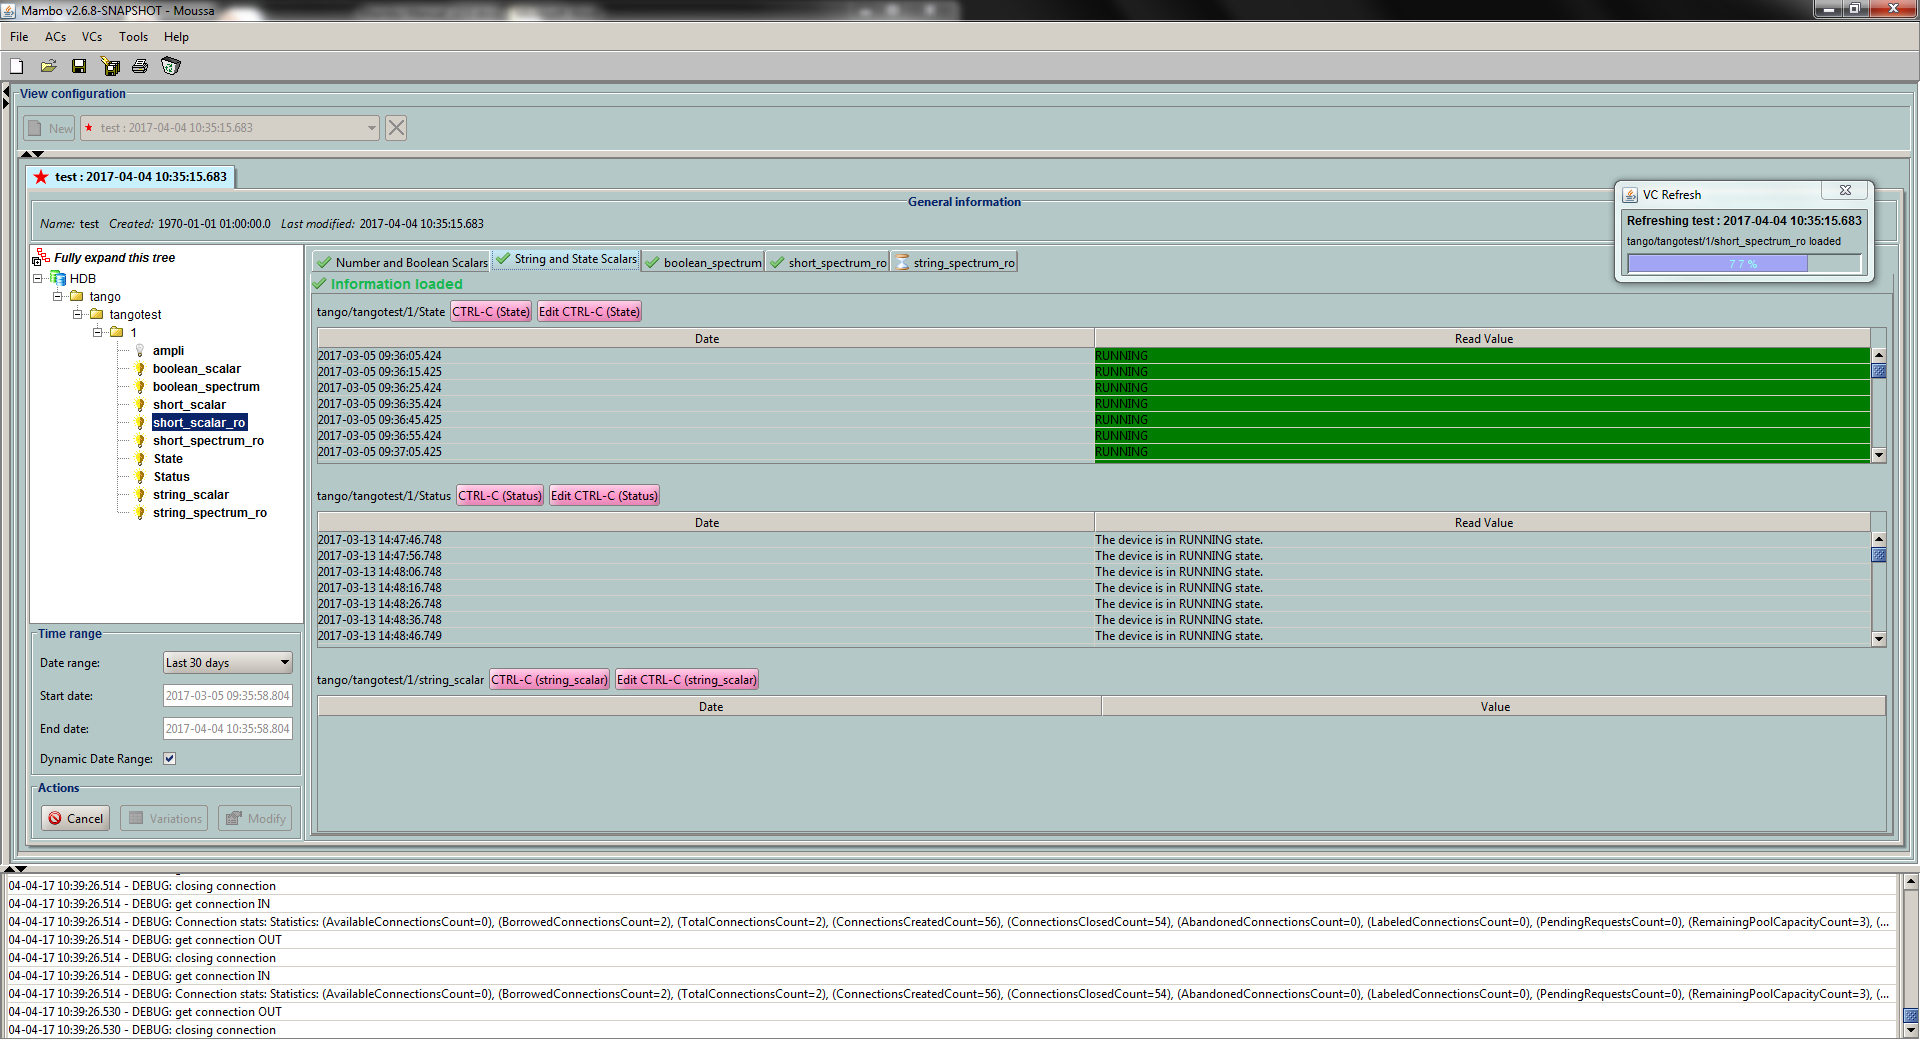 Mambo v2.6.8-SNAPSHOT - Moussa
File ACs VCs Tools Help
View configuration
New test : 2017-04-04 10:35:15.683
test : 2017-04-04 10:35:15.683
General information
Name: test Created: 1970-01-01 01:00:00.0 Last modified: 2017-04-04 10:35:15.683
VC Refresh
Refreshing test : 2017-04-04 10:35:15.683
tango/tangotest/1/short_spectrum_ro loaded
77 %
Fully expand this tree
HDB
tango
tangotest
1
ampli
boolean_scalar
boolean_spectrum
short_scalar
short_scalar_ro
short_spectrum_ro
State
Status
string_scalar
string_spectrum_ro
Time range
Date range: Last 30 days
Start date: 2017-03-05 09:35:58.804
End date: 2017-04-04 10:35:58.804
Dynamic Date Range:
Actions
Cancel Variations Modify
Number and Boolean Scalars String and State Scalars boolean_spectrum short_spectrum_ro string_spectrum_ro
Information loaded
tango/tangotest/1/State CTRL-C (State) Edit CTRL-C (State)
Date Read Value
2017-03-05 09:36:05.424 RUNNING
2017-03-05 09:36:15.425 RUNNING
2017-03-05 09:36:25.424 RUNNING
2017-03-05 09:36:35.424 RUNNING
2017-03-05 09:36:45.425 RUNNING
2017-03-05 09:36:55.424 RUNNING
2017-03-05 09:37:05.425 RUNNING
tango/tangotest/1/Status CTRL-C (Status) Edit CTRL-C (Status)
Date Read Value
2017-03-13 14:47:46.748 The device is in RUNNING state.
2017-03-13 14:47:56.748 The device is in RUNNING state.
2017-03-13 14:48:06.748 The device is in RUNNING state.
2017-03-13 14:48:16.748 The device is in RUNNING state.
2017-03-13 14:48:26.748 The device is in RUNNING state.
2017-03-13 14:48:36.748 The device is in RUNNING state.
2017-03-13 14:48:46.749 The device is in RUNNING state.
tango/tangotest/1/string_scalar CTRL-C (string_scalar) Edit CTRL-C (string_scalar)
Date Value
04-04-17 10:39:26.514 - DEBUG: closing connection
04-04-17 10:39:26.514 - DEBUG: get connection IN
04-04-17 10:39:26.514 - DEBUG: Connection stats: Statistics: (AvailableConnectionsCount=0), (BorrowedConnectionsCount=2), (TotalConnectionsCount=2), (ConnectionsCreatedCount=56), (ConnectionsClosedCount=54), (AbandonedConnectionsCount=0), (LabeledConnectionsCount=0), (PendingRequestsCount=0), (RemainingPoolCapacityCount=3), (...
04-04-17 10:39:26.514 - DEBUG: get connection OUT
04-04-17 10:39:26.514 - DEBUG: closing connection
04-04-17 10:39:26.514 - DEBUG: get connection IN
04-04-17 10:39:26.514 - DEBUG: Connection stats: Statistics: (AvailableConnectionsCount=0), (BorrowedConnectionsCount=2), (TotalConnectionsCount=2), (ConnectionsCreatedCount=56), (ConnectionsClosedCount=54), (AbandonedConnectionsCount=0), (LabeledConnectionsCount=0), (PendingRequestsCount=0), (RemainingPoolCapacityCount=3), (...
04-04-17 10:39:26.530 - DEBUG: get connection OUT
04-04-17 10:39:26.530 - DEBUG: closing connection